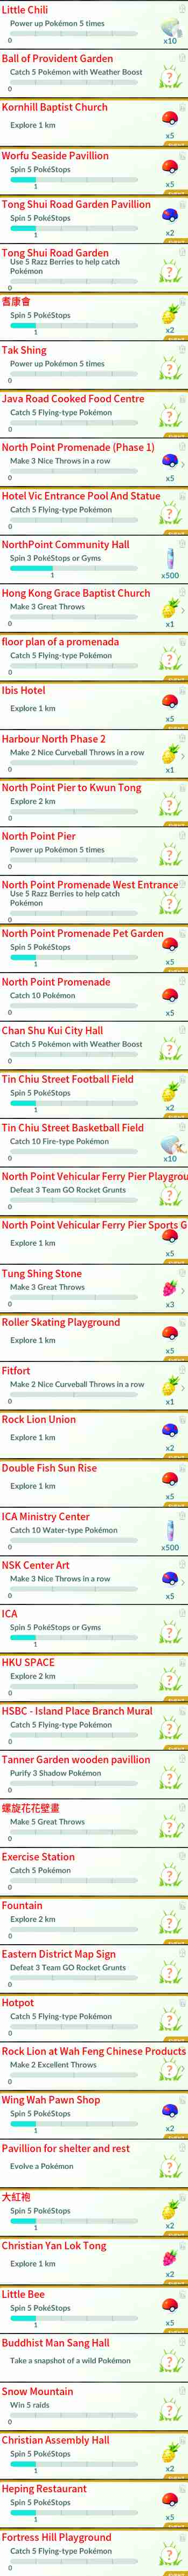 Little Chili
Power up Pokémon 5 times
0
x10
Ball of Provident Garden
Catch 5 Pokémon with Weather Boost
?
0
Kornhill Baptist Church
Explore 1 km
0
x5
Worfu Seaside Pavillion
Spin 5 PokéStops
1
x5
Tong Shui Road Garden Pavillion
Spin 5 PokéStops
1
x2
Tong Shui Road Garden
Use 5 Razz Berries to help catch
Pokémon
?
0
耆康會
Spin 5 PokéStops
1
x2
Tak Shing
Power up Pokémon 5 times
?
0
Java Road Cooked Food Centre
Catch 5 Flying-type Pokémon
?
0
North Point Promenade (Phase 1)
Make 3 Nice Throws in a row
0
x5
Hotel Vic Entrance Pool And Statue
Catch 5 Flying-type Pokémon
?
0
NorthPoint Community Hall
Spin 3 PokéStops or Gyms
1
x500
Hong Kong Grace Baptist Church
Make 3 Great Throws
0
x1
floor plan of a promenada
Catch 5 Flying-type Pokémon
?
0
Ibis Hotel
Explore 1 km
0
x5
Harbour North Phase 2
Make 2 Nice Curveball Throws in a row
0
x1
North Point Pier to Kwun Tong
Explore 2 km
?
0
North Point Pier
Power up Pokémon 5 times
?
0
North Point Promenade West Entrance
Use 5 Razz Berries to help catch
Pokémon
?
0
North Point Promenade Pet Garden
Spin 5 PokéStops
1
x5
North Point Promenade
Catch 10 Pokémon
0
x5
Chan Shu Kui City Hall
Catch 5 Pokémon with Weather Boost
?
0
Tin Chiu Street Football Field
Spin 5 PokéStops
1
x2
Tin Chiu Street Basketball Field
Catch 10 Fire-type Pokémon
0
x10
North Point Vehicular Ferry Pier Playgrou
Defeat 3 Team GO Rocket Grunts
?
0
North Point Vehicular Ferry Pier Sports G
Explore 1 km
0
x5
Tung Shing Stone
Make 3 Great Throws
0
x3
Roller Skating Playground
Explore 1 km
0
x5
Fitfort
Make 2 Nice Curveball Throws in a row
0
x1
Rock Lion Union
Explore 1 km
0
x2
Double Fish Sun Rise
Explore 1 km
0
x5
ICA Ministry Center
Catch 10 Water-type Pokémon
0
x500
NSK Center Art
Make 3 Nice Throws in a row
0
x5
ICA
Spin 5 PokéStops or Gyms
?
1
HKU SPACE
Explore 2 km
?
0
HSBC - Island Place Branch Mural
Catch 5 Flying-type Pokémon
?
0
Tanner Garden wooden pavillion
Purify 3 Shadow Pokémon
?
0
螺旋花花壁畫
Make 5 Great Throws
?
0
Exercise Station
Catch 5 Pokémon
?
0
Fountain
Explore 2 km
?
0
Eastern District Map Sign
Defeat 3 Team GO Rocket Grunts
?
0
Hotpot
Catch 5 Flying-type Pokémon
?
0
Rock Lion at Wah Feng Chinese Products
Make 2 Excellent Throws
?
0
Wing Wah Pawn Shop
Spin 5 PokéStops
1
x2
Pavillion for shelter and rest
Evolve a Pokémon
?
大紅袍
Spin 5 PokéStops
1
x2
Christian Yan Lok Tong
Explore 1 km
0
x2
Little Bee
Spin 5 PokéStops
1
x5
Buddhist Man Sang Hall
Take a snapshot of a wild Pokémon
?
Snow Mountain
Win 5 raids
?
0
Christian Assembly Hall
Spin 5 PokéStops
1
x2
Heping Restaurant
Spin 5 PokéStops
1
x5
Fortress Hill Playground
Catch 5 Flying-type Pokémon
?
0